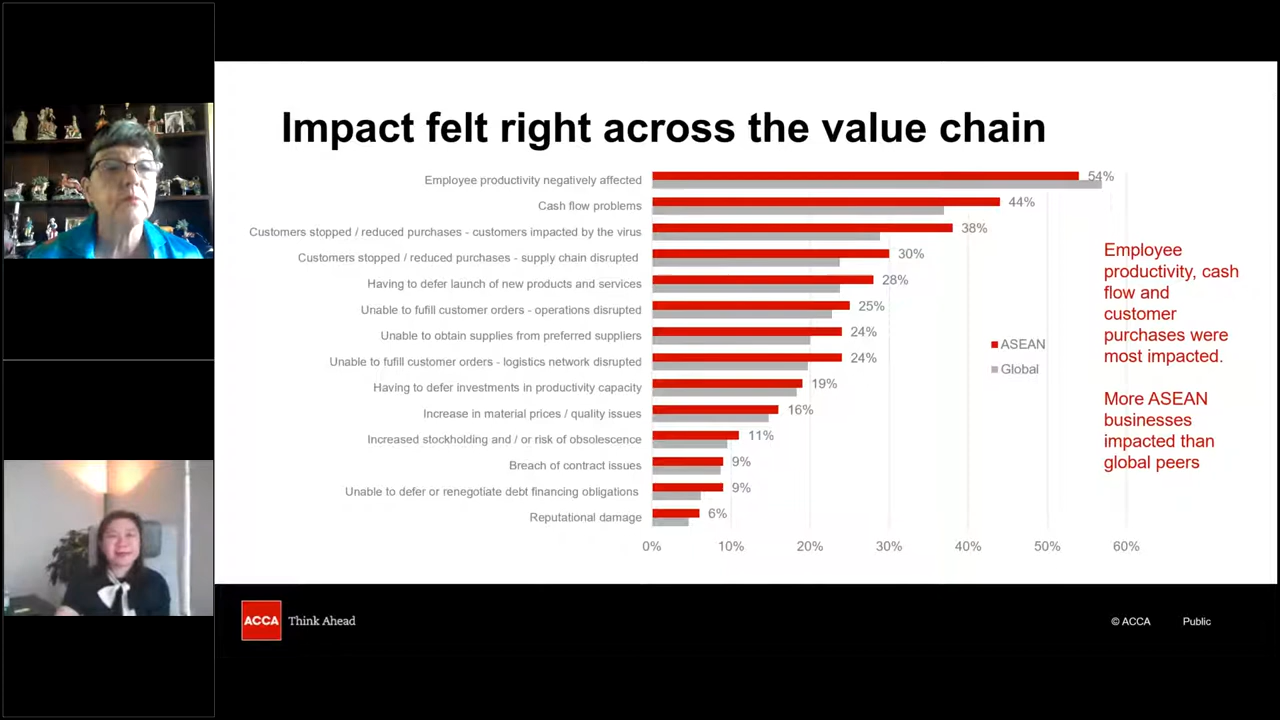 Impact felt right across the value chain
Employee productivity negatively affected
54%
Cash flow problems
44%
Customers stopped / reduced purchases - customers impacted by the virus
38%
Customers stopped / reduced purchases - supply chain disrupted
30%
Having to defer launch of new products and services
28%
Unable to fufill customer orders - operations disrupted
25%
Unable to obtain supplies from preferred suppliers
24%
Unable to fufill customer orders - logistics network disrupted
24%
Having to defer investments in productivity capacity
19%
Increase in material prices / quality issues
16%
Increased stockholding and / or risk of obsolescence
11%
Breach of contract issues
9%
Unable to defer or renegotiate debt financing obligations
9%
Reputational damage
6%
0% 10% 20% 30% 40% 50% 60%
ASEAN
Global
Employee
productivity, cash
flow and
customer
purchases were
most impacted.
More ASEAN
businesses
impacted than
global peers
ACCA Think Ahead
© ACCA Public